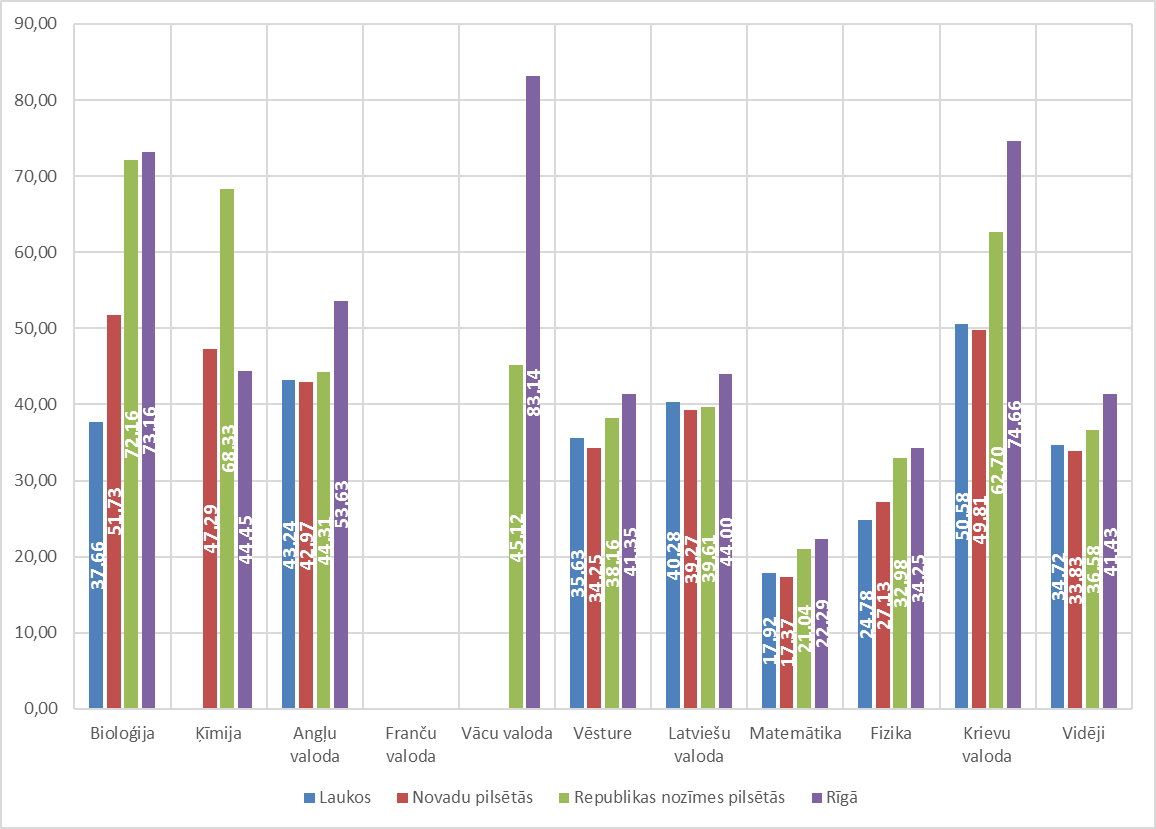 90,00
80,00
70,00
60,00
50,00
40,00
30,00
20,00
10,00
0,00
37.66
51.73
72.16
73.16
47.29
68.33
44.45
43.24
42.97
44.31
53.63
45.12
83.14
35.63
34.25
38.16
41.35
40.28
39.27
39.61
44.00
17.92
17.37
21.04
22.29
24.78
27.13
32.98
34.25
50.58
49.81
62.70
74.66
34.72
33.83
36.58
41.43
Bioloģija
Ķīmija
Angļu
valoda
Franču
valoda
Vācu valoda
Vēsture
Latviešu
valoda
Matemātika
Fizika
Krievu
valoda
Vidēji
Laukos
Novadu pilsētās
Republikas nozīmes pilsētās
Rīgā